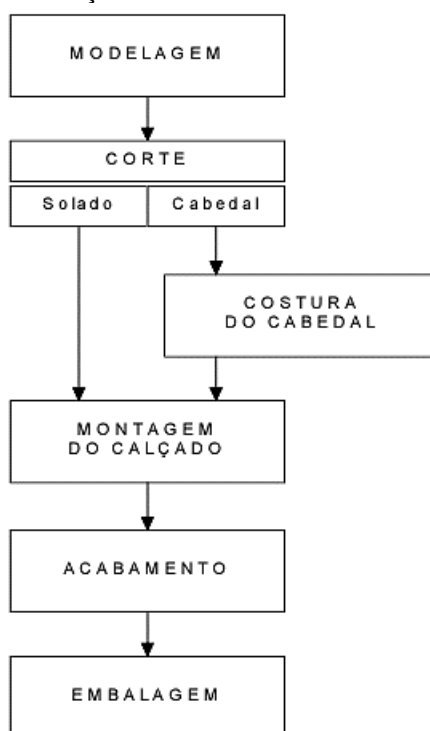 MODELAGEM
CORTE
Solado
Cabedal
COSTURA
DO CABEDAL
MONTAGEM
DO CALÇADO
ACABAMENTO
EMBALAGEM